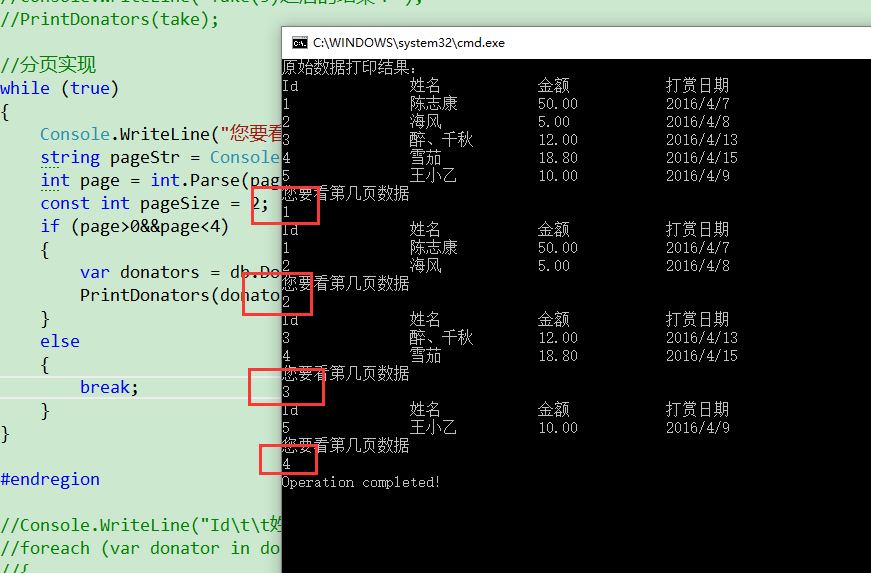 //PrintDonators(take);
//分页实现
while (true)
{
Console.WriteLine("您要看
string pageStr = Console
int page = int.Parse(pag
const int pageSize = 2;
if (page>0&&page<4)
{
var donators = db.Do
PrintDonators(donato
}
else
{
break;
}
}
#endregion
//Console.WriteLine("Id\t\t姓
//foreach (var donator in do
//{
C:\WINDOWS\system32\cmd.exe
原始数据打印结果:
Id 姓名 金额 打赏日期
1 陈志康 50.00 2016/4/7
2 海风 5.00 2016/4/8
3 醉、千秋 12.00 2016/4/13
4 雪茄 18.80 2016/4/15
5 王小乙 10.00 2016/4/9
您要看第几页数据
1
Id 姓名 金额 打赏日期
1 陈志康 50.00 2016/4/7
2 海风 5.00 2016/4/8
您要看第几页数据
2
Id 姓名 金额 打赏日期
3 醉、千秋 12.00 2016/4/13
4 雪茄 18.80 2016/4/15
您要看第几页数据
3
Id 姓名 金额 打赏日期
5 王小乙 10.00 2016/4/9
您要看第几页数据
4
Operation completed!